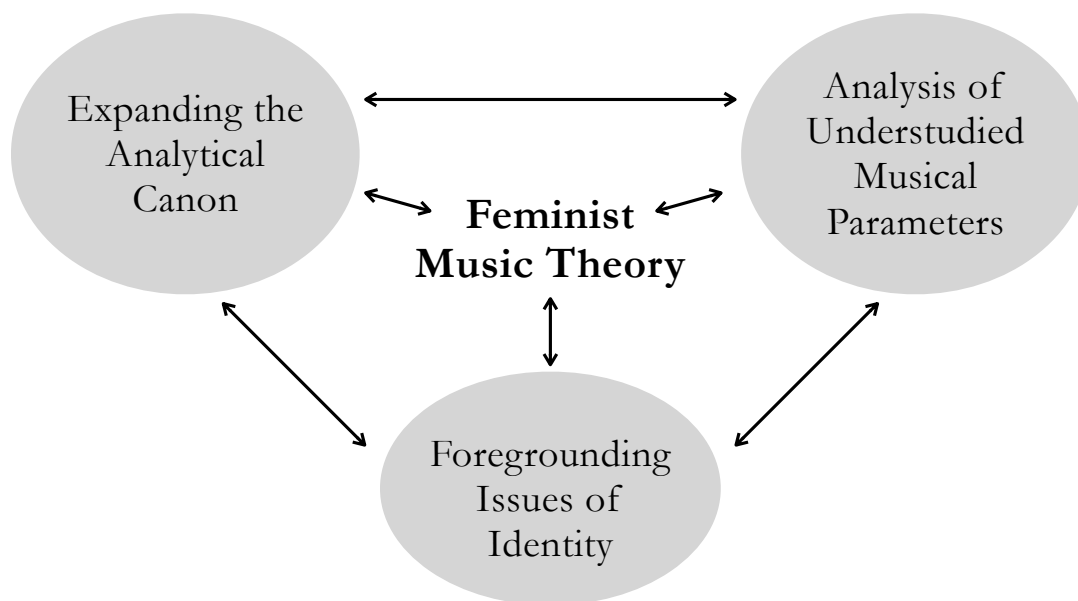 Expanding the
Analytical
Canon
Analysis of
Understudied
Musical
Parameters
Feminist
Music Theory
Foregrounding
Issues of
Identity